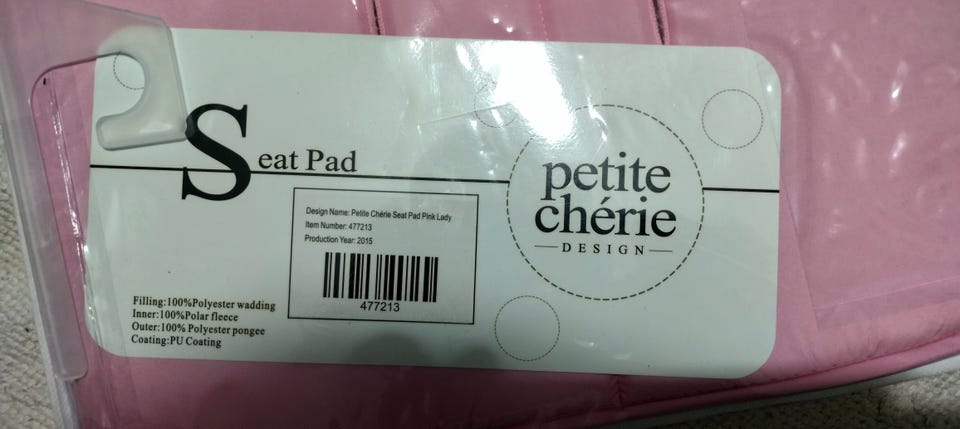 Seat Pad
Design Name: Petite Chérie Seat Pad Pink Lady
Item Number: 477213
Production Year: 2015
477213
Filling:100%Polyester wadding
Inner:100%Polar fleece
Outer:100% Polyester pongee
Coating:PU Coating
petite
chérie
DESIGN